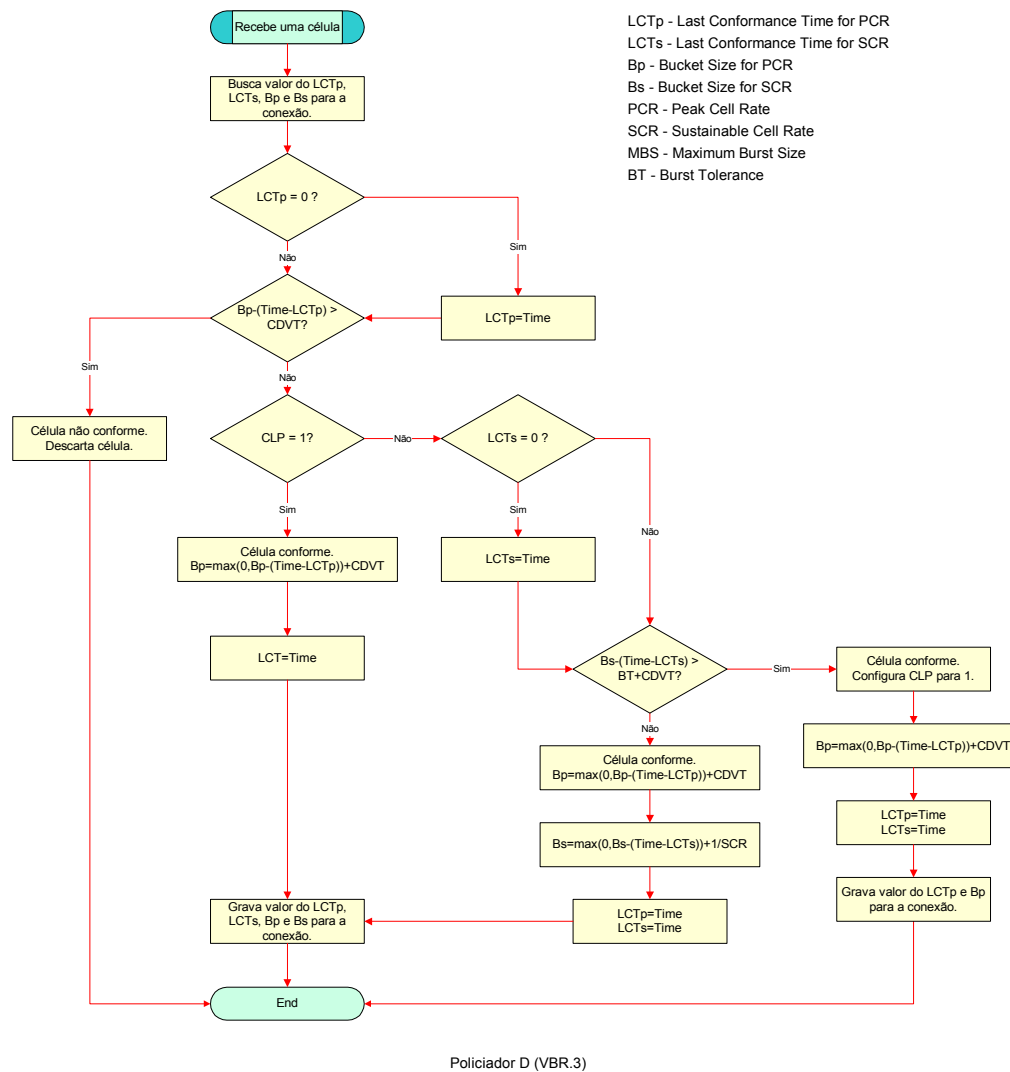 Recebe uma célula
LCTp - Last Conformance Time for PCR
LCTs - Last Conformance Time for SCR
Bp - Bucket Size for PCR
Bs - Bucket Size for SCR
PCR - Peak Cell Rate
SCR - Sustainable Cell Rate
MBS - Maximum Burst Size
BT - Burst Tolerance
Busca valor do LCTp,
LCTs, Bp e Bs para a
conexão.
LCTp = 0 ?
Sim
Não
LCTp=Time
Bp-(Time-LCTp) >
CDVT?
Sim
Não
Célula não conforme.
Descarta célula.
CLP = 1?
Não
LCTs = 0 ?
Sim
Sim
Não
Célula conforme.
Bp=max(0,Bp-(Time-LCTp))+CDVT
LCTs=Time
LCT=Time
Bs-(Time-LCTs) >
BT+CDVT?
Sim
Célula conforme.
Configura CLP para 1.
Não
Célula conforme.
Bp=max(0,Bp-(Time-LCTp))+CDVT
Bp=max(0,Bp-(Time-LCTp))+CDVT
Bs=max(0,Bs-(Time-LCTs))+1/SCR
LCTp=Time
LCTs=Time
Grava valor do LCTp,
LCTs, Bp e Bs para a
conexão.
LCTp=Time
LCTs=Time
Grava valor do LCTp e Bp
para a conexão.
End
Policiador D (VBR.3)